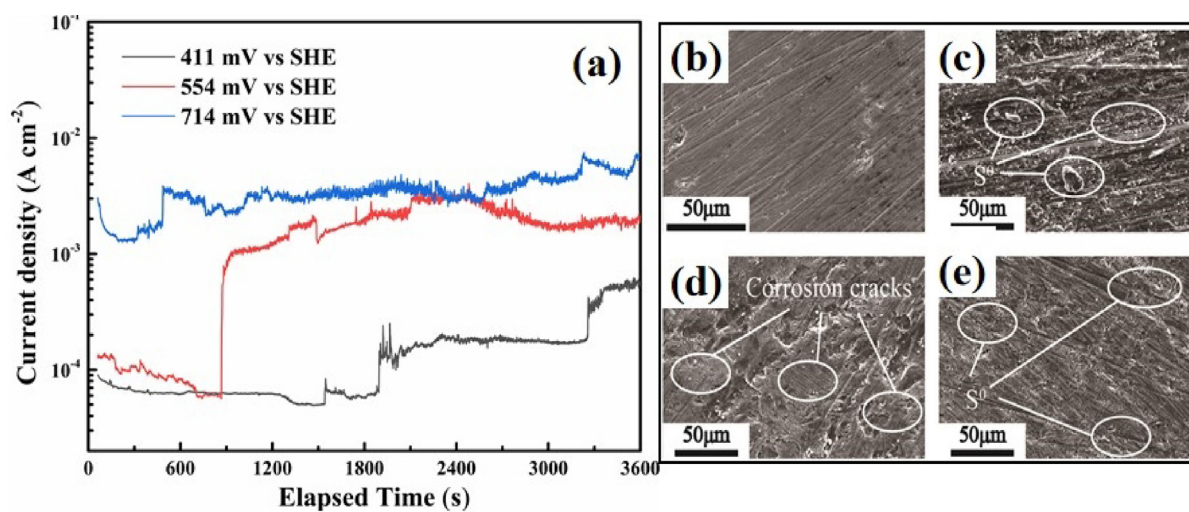 10⁻¹
10⁻²
10⁻³
10⁻⁴
Current density (A cm⁻²)
411 mV vs SHE
554 mV vs SHE
714 mV vs SHE
(a)
0 600 1200 1800 2400 3000 3600
Elapsed Time (s)
(b)
50μm
(c)
S⁰
50μm
(d)
Corrosion cracks
50μm
(e)
S⁰
50μm